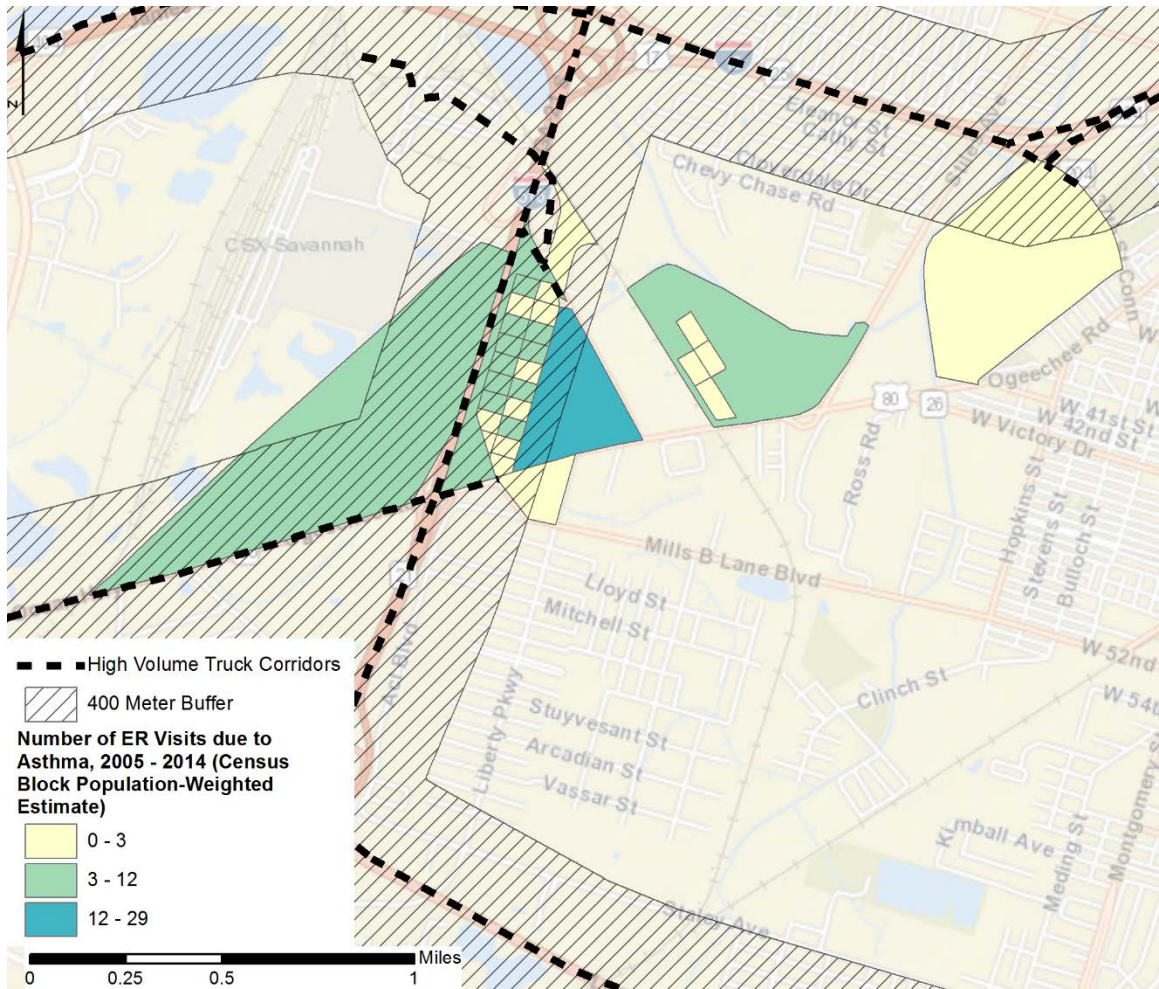 17
Eleanor St
Cathy St
Cloverdale Dr
Chevy Chase Rd
CSX-Savannah
Ogeechee Rd
80
26
W 41st St
W 42nd St
W Victory Dr
Ross Rd
Hopkins St
Stevens St
Bulloch St
Mills B Lane Blvd
Lloyd St
Mitchell St
W 52nd
W 54th
Clinch St
Liberty Pkwy
Stuyvesant St
Arcadian St
Vassar St
Kimball Ave
Meding St
Montgomery St
Staley Ave
High Volume Truck Corridors
400 Meter Buffer
Number of ER Visits due to
Asthma, 2005 - 2014 (Census
Block Population-Weighted
Estimate)
0 - 3
3 - 12
12 - 29
Miles
0
0.25
0.5
1